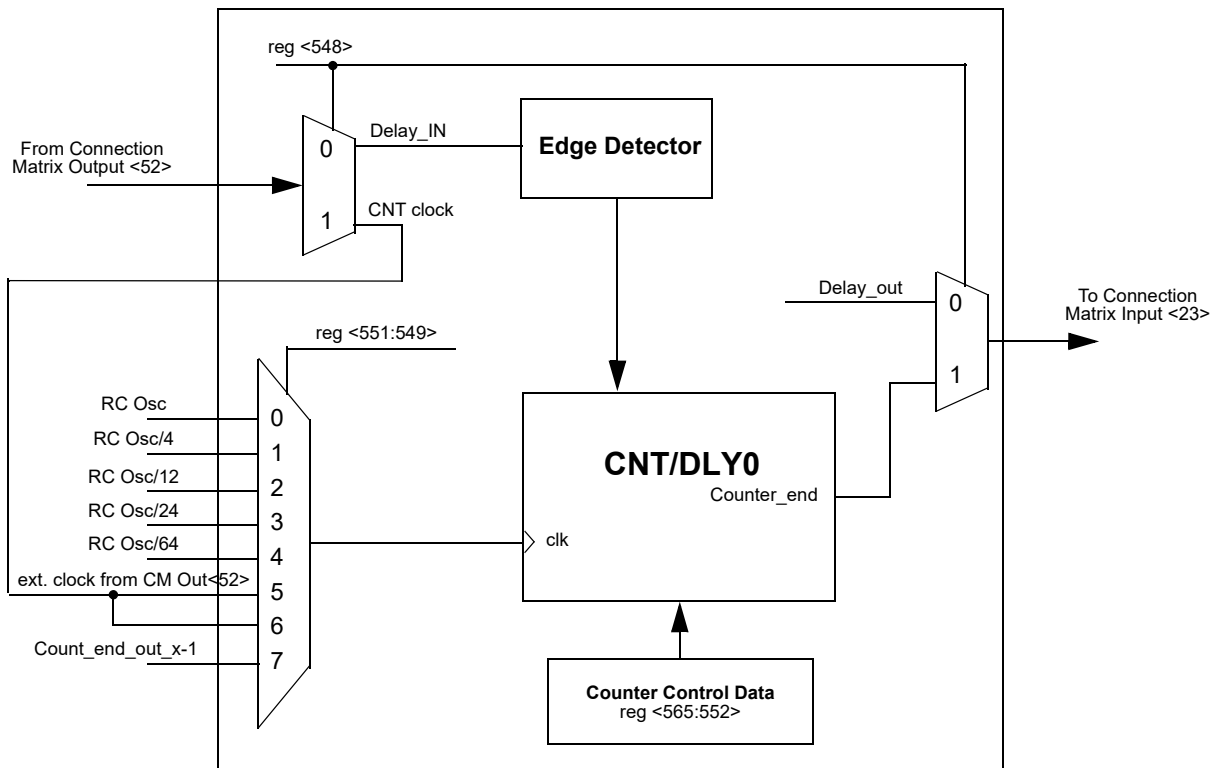 reg <548>
From Connection
Matrix Output <52>
0
Delay_IN
Edge Detector
1
CNT clock
Delay_out
0
To Connection
Matrix Input <23>
1
reg <551:549>
RC Osc
0
RC Osc/4
1
RC Osc/12
2
RC Osc/24
3
RC Osc/64
4
ext. clock from CM Out<52>
5
6
Count_end_out_x-1
7
CNT/DLY0
Counter_end
clk
Counter Control Data
reg <565:552>